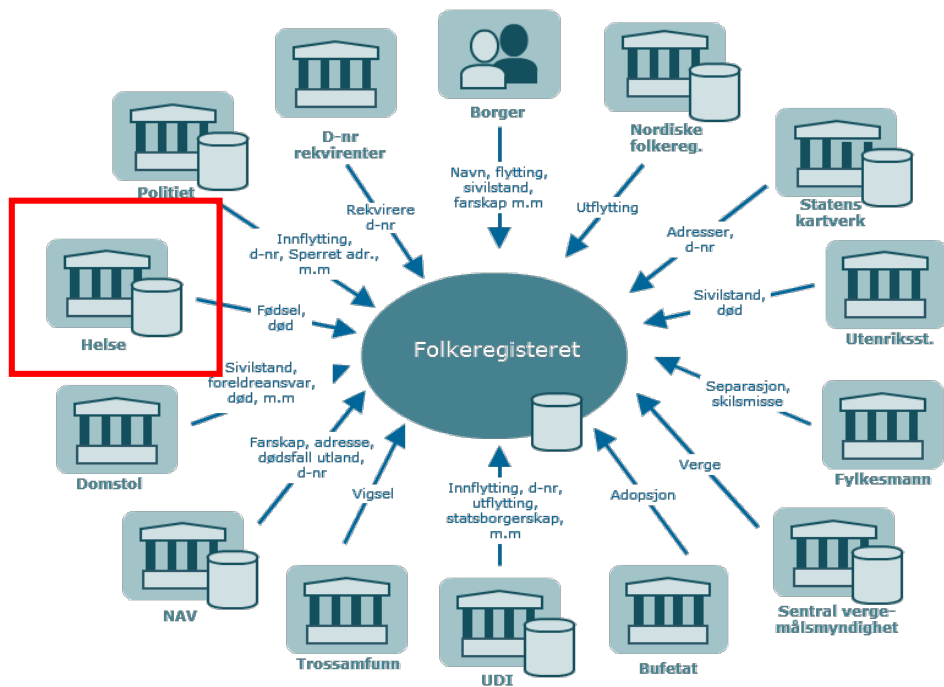 Borger
D-nr
rekvirenter
Nordiske
folkereg.
Politiet
Statens
kartverk
Navn, flytting,
sivilstand,
farskap m.m
Rekvirere
d-nr
Utflytting
Adresser,
d-nr
Innflytting,
d-nr, Sperret adr.,
m.m
Helse
Fødsel,
død
Sivilstand,
død
Utenriksst.
Folkeregisteret
Sivilstand,
foreldreansvar,
død, m.m
Separasjon,
skilsmisse
Domstol
Fylkesmann
Farskap, adresse,
dødsfall utland,
d-nr
Vigsel
Innflytting, d-nr,
utflytting,
statsborgerskap,
m.m
Adopsjon
Verge
NAV
Sentral verge-
målsmyndighet
Trossamfunn
UDI
Bufetat